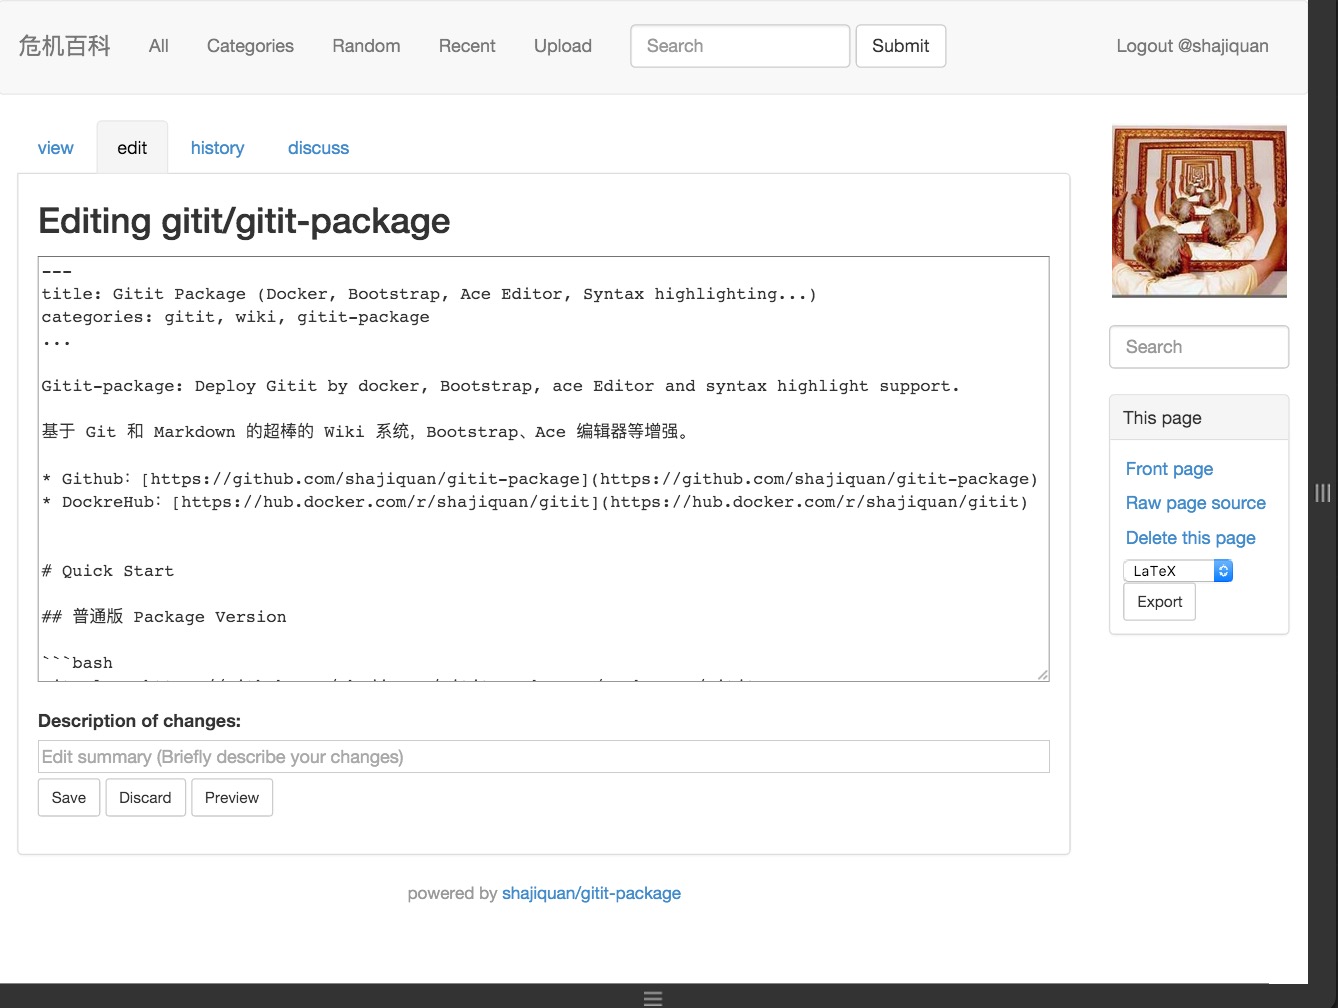 危机百科 All Categories Random Recent Upload Search Submit Logout @shajiquan
view edit history discuss
Editing gitit/gitit-package
---
title: Gitit Package (Docker, Bootstrap, Ace Editor, Syntax highlighting...)
categories: gitit, wiki, gitit-package
...
Gitit-package: Deploy Gitit by docker, Bootstrap, ace Editor and syntax highlight support.
基于 Git 和 Markdown 的超棒的 Wiki 系统，Bootstrap、Ace 编辑器等增强。
* Github：[https://github.com/shajiquan/gitit-package](https://github.com/shajiquan/gitit-package)
* DockreHub：[https://hub.docker.com/r/shajiquan/gitit](https://hub.docker.com/r/shajiquan/gitit)
# Quick Start
## 普通版 Package Version
```bash
Description of changes:
Edit summary (Briefly describe your changes)
Save Discard Preview
Search
This page
Front page
Raw page source
Delete this page
LaTeX
Export
powered by shajiquan/gitit-package